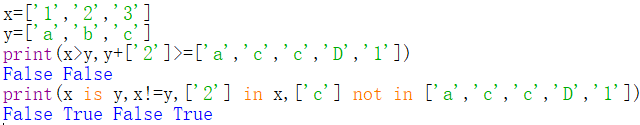 x=['1','2','3']
y=['a','b','c']
print(x>y,y+['2']>=['a','c','c','D','1'])
False False
print(x is y,x!=y,['2'] in x,['c'] not in ['a','c','c','D','1'])
False True False True